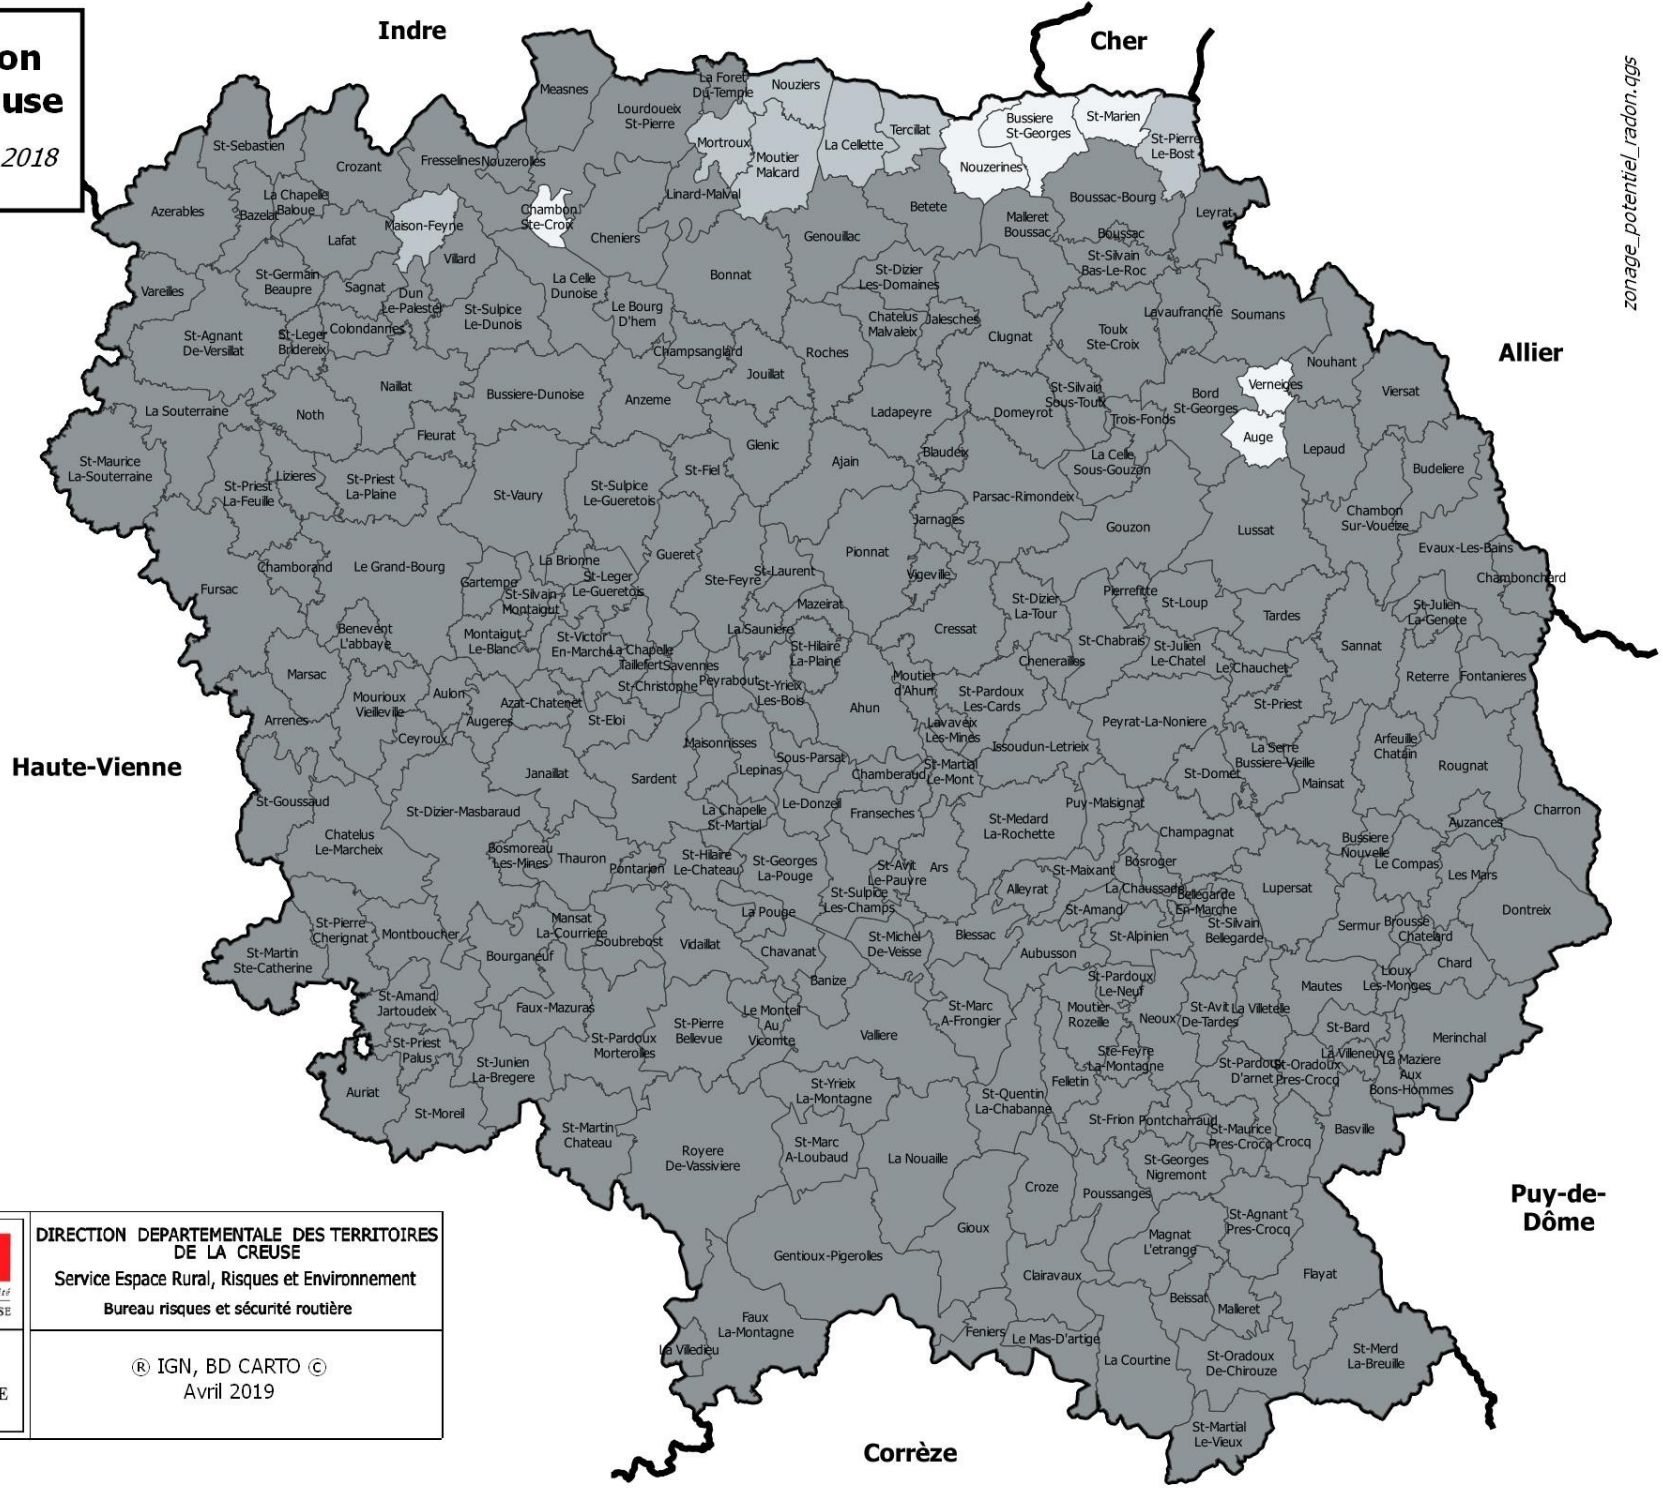 on
use
2018
Indre
Cher
zonage_potentiel_radon.qgs
Measnes
La Foret
Du-Temple
Nouziers
Lourdoueix
St-Pierre
Bussiere
St-Georges
St-Marien
St-Sebastien
Crozant
Fresselines
Nouzerolles
Mortroux
Moutier
Malcard
La Cellette
Tercillat
Nouzerines
St-Pierre
Le-Bost
Azerables
Bazelat
La Chapelle
Baloue
Lafat
Maison-Feyne
Chambon
Ste-Croix
Linard-Malval
Cheniers
Villard
Genouillac
Betete
Malleret
Boussac
Boussac-Bourg
Boussac
Leyrat
Vareilles
St-Germain
Beaupre
Sagnat
Dun
Le-Palestel
La Celle
Dunoise
Bonnat
St-Dizier
Les-Domaines
St-Silvain
Bas-Le-Roc
St-Agnant
De-Versillat
St-Leger
Bridereix
Colondannes
St-Sulpice
Le-Dunois
Le Bourg
D'hem
Champsanglard
Roches
Chatelus
Malvaleix
Jalesches
Clugnat
Toulx
Ste-Croix
Lavaufranche
Soumans
Nouhant
Allier
La Souterraine
Noth
Naillat
Bussiere-Dunoise
Anzeme
Jouillat
Ladapeyre
Domeyrot
St-Silvain
Sous-Toulx
Trois-Fonds
Bord
St-Georges
Verneiges
Viersat
Auge
Lepaud
Budeliere
St-Maurice
La-Souterraine
Fleurat
Glenic
Ajain
Blaudeix
La Celle
Sous-Gouzon
St-Priest
La-Feuille
Lizieres
St-Priest
La-Plaine
St-Vaury
St-Sulpice
Le-Gueretois
St-Fiel
Jarnages
Parsac-Rimondeix
Gouzon
Lussat
Chambon
Sur-Voueize
Evaux-Les-Bains
Chambonchard
Fursac
Chamborand
Le Grand-Bourg
Gartempe
La Brionne
St-Silvain
Montaigut
St-Leger
Le-Gueretois
Gueret
Ste-Feyre
St-Laurent
Pionnat
Vigeville
Mazeirat
St-Dizier
La-Tour
Pierrefitte
St-Loup
Tardes
Sannat
St-Julien
La-Genete
Benevent
L'abbaye
Montaigut
Le-Blanc
St-Victor
En-Marche
La Chapelle
Taillefert
Savennes
La Sauniere
St-Hilaire
La-Plaine
Cressat
Chenerailles
St-Chabrais
St-Julien
Le-Chatel
Le Chauchet
Reterre
Fontanieres
Marsac
Mourioux
Vieilleville
Aulon
Azat-Chatenet
St-Christophe
Peyrabout
St-Yrieix
Les-Bois
Moutier
d'Ahun
St-Pardoux
Les-Cards
St-Priest
Arrenes
Ceyroux
Augeres
St-Eloi
Ahun
Lavaveix
Les-Mines
Issoudun-Letrieix
Peyrat-La-Noniere
Haute-Vienne
Janaillat
Sardent
Maisonnisses
Lepinas
Sous-Parsat
Chamberaud
St-Martial
Le-Mont
St-Domet
La Serre
Bussiere-Vieille
Mainsat
Arfeuille
Chatain
Rougnat
St-Goussaud
St-Dizier-Masbaraud
La Chapelle
St-Martial
Le-Donzeil
Franseches
St-Medard
La-Rochette
Puy-Malsignat
Champagnat
Auzances
Charron
Chatelus
Le-Marcheix
Bosmoreau
Les-Mines
Thauron
Pontarion
St-Hilaire
Le-Chateau
St-Georges
La-Pouge
St-Avit
Le-Pauvre
Ars
St-Sulpice
Les-Champs
Alleyrat
St-Maixant
Bosroger
La Chaussade
Bellegarde
En-Marche
Lupersat
Bussiere
Nouvelle
Le Compas
Les Mars
St-Pierre
Cherignat
Montboucher
Mansat
La-Courriere
Soubrebost
Vidaillat
La Pouge
Chavanat
St-Michel
De-Veisse
Blessac
Aubusson
St-Amand
St-Alpinien
St-Silvain
Bellegarde
Sermur
Brousse
Chatelard
Dontreix
St-Martin
Ste-Catherine
Bourganeuf
Banize
St-Pardoux
Le-Neuf
Mautes
Lioux
Les-Monges
Chard
St-Amand
Jartoudeix
Faux-Mazuras
St-Pardoux
Morterolles
St-Pierre
Bellevue
Le Monteil
Au
Vicomte
Valliere
St-Marc
A-Frongier
Moutier
Rozeille
Neoux
St-Avit
De-Tardes
La Villetelle
St-Bard
Merinchal
St-Priest
Palus
St-Junien
La-Bregere
Felletin
Ste-Feyre
La-Montagne
St-Pardoux
D'arnet
St-Oradoux
Pres-Crocq
La Villeneuve
La Maziere
Aux
Bons-Hommes
Auriat
St-Moreil
St-Martin
Chateau
St-Yrieix
La-Montagne
St-Quentin
La-Chabanne
St-Frion
Pontcharraud
St-Maurice
Pres-Crocq
Crocq
Basville
Royere
De-Vassiviere
St-Marc
A-Loubaud
La Nouaille
Croze
Poussanges
St-Georges
Nigremont
Puy-de-
Dôme
Gentioux-Pigerolles
Gioux
Clairavaux
Magnat
L'etrange
St-Agnant
Pres-Crocq
Flayat
Faux
La-Montagne
La Villedieu
Feniers
Le Mas-D'artige
Beissat
Malleret
La Courtine
St-Oradoux
De-Chirouze
St-Merd
La-Breuille
St-Martial
Le-Vieux
Corrèze
DIRECTION DEPARTEMENTALE DES TERRITOIRES
DE LA CREUSE
Service Espace Rural, Risques et Environnement
Bureau risques et sécurité routière
® IGN, BD CARTO ©
Avril 2019
ité
SE
E